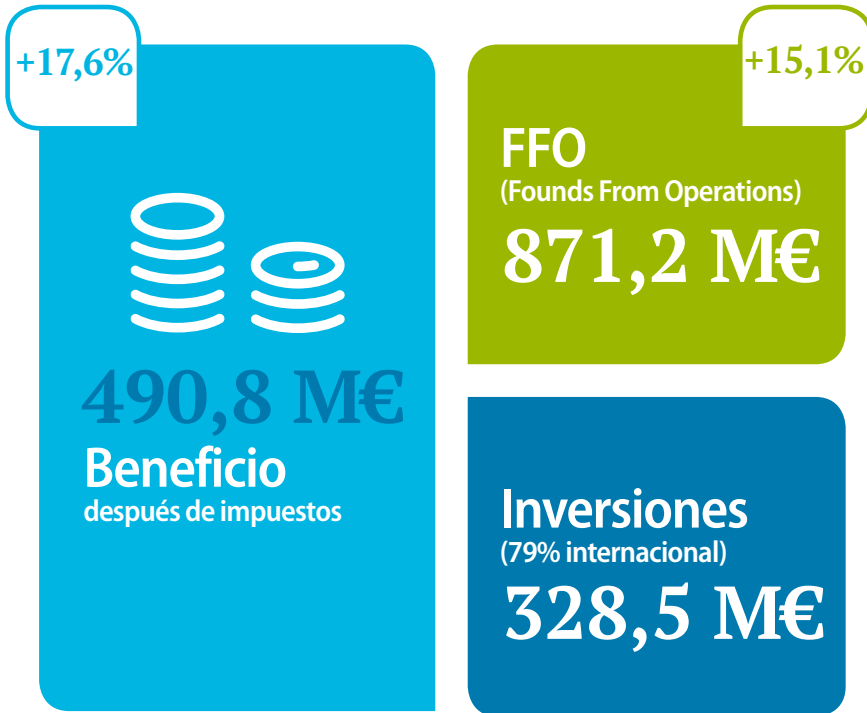 +17,6%
490,8 M€
Beneficio
después de impuestos
+15,1%
FFO
(Founds From Operations)
871,2 M€
Inversiones
(79% internacional)
328,5 M€